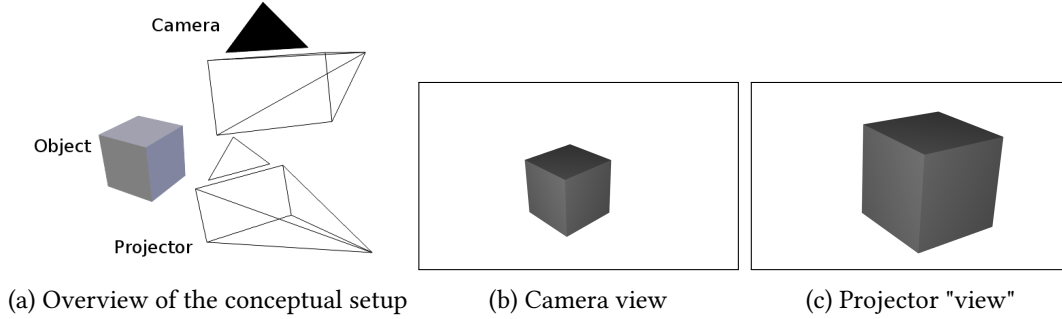 Camera
Object
Projector
(a) Overview of the conceptual setup
(b) Camera view
(c) Projector "view"